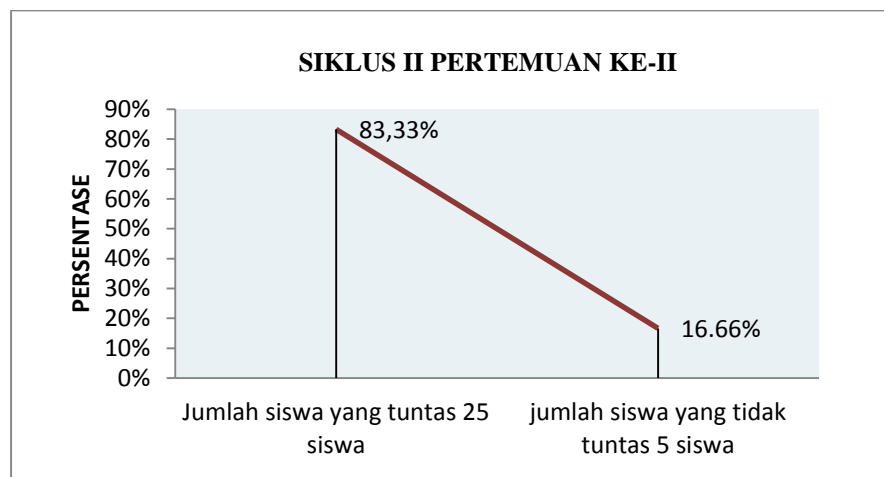 SIKLUS II PERTEMUAN KE-II
PERSENTASE
90%
80%
70%
60%
50%
40%
30%
20%
10%
0%
83,33%
16.66%
Jumlah siswa yang tuntas 25
siswa
jumlah siswa yang tidak
tuntas 5 siswa